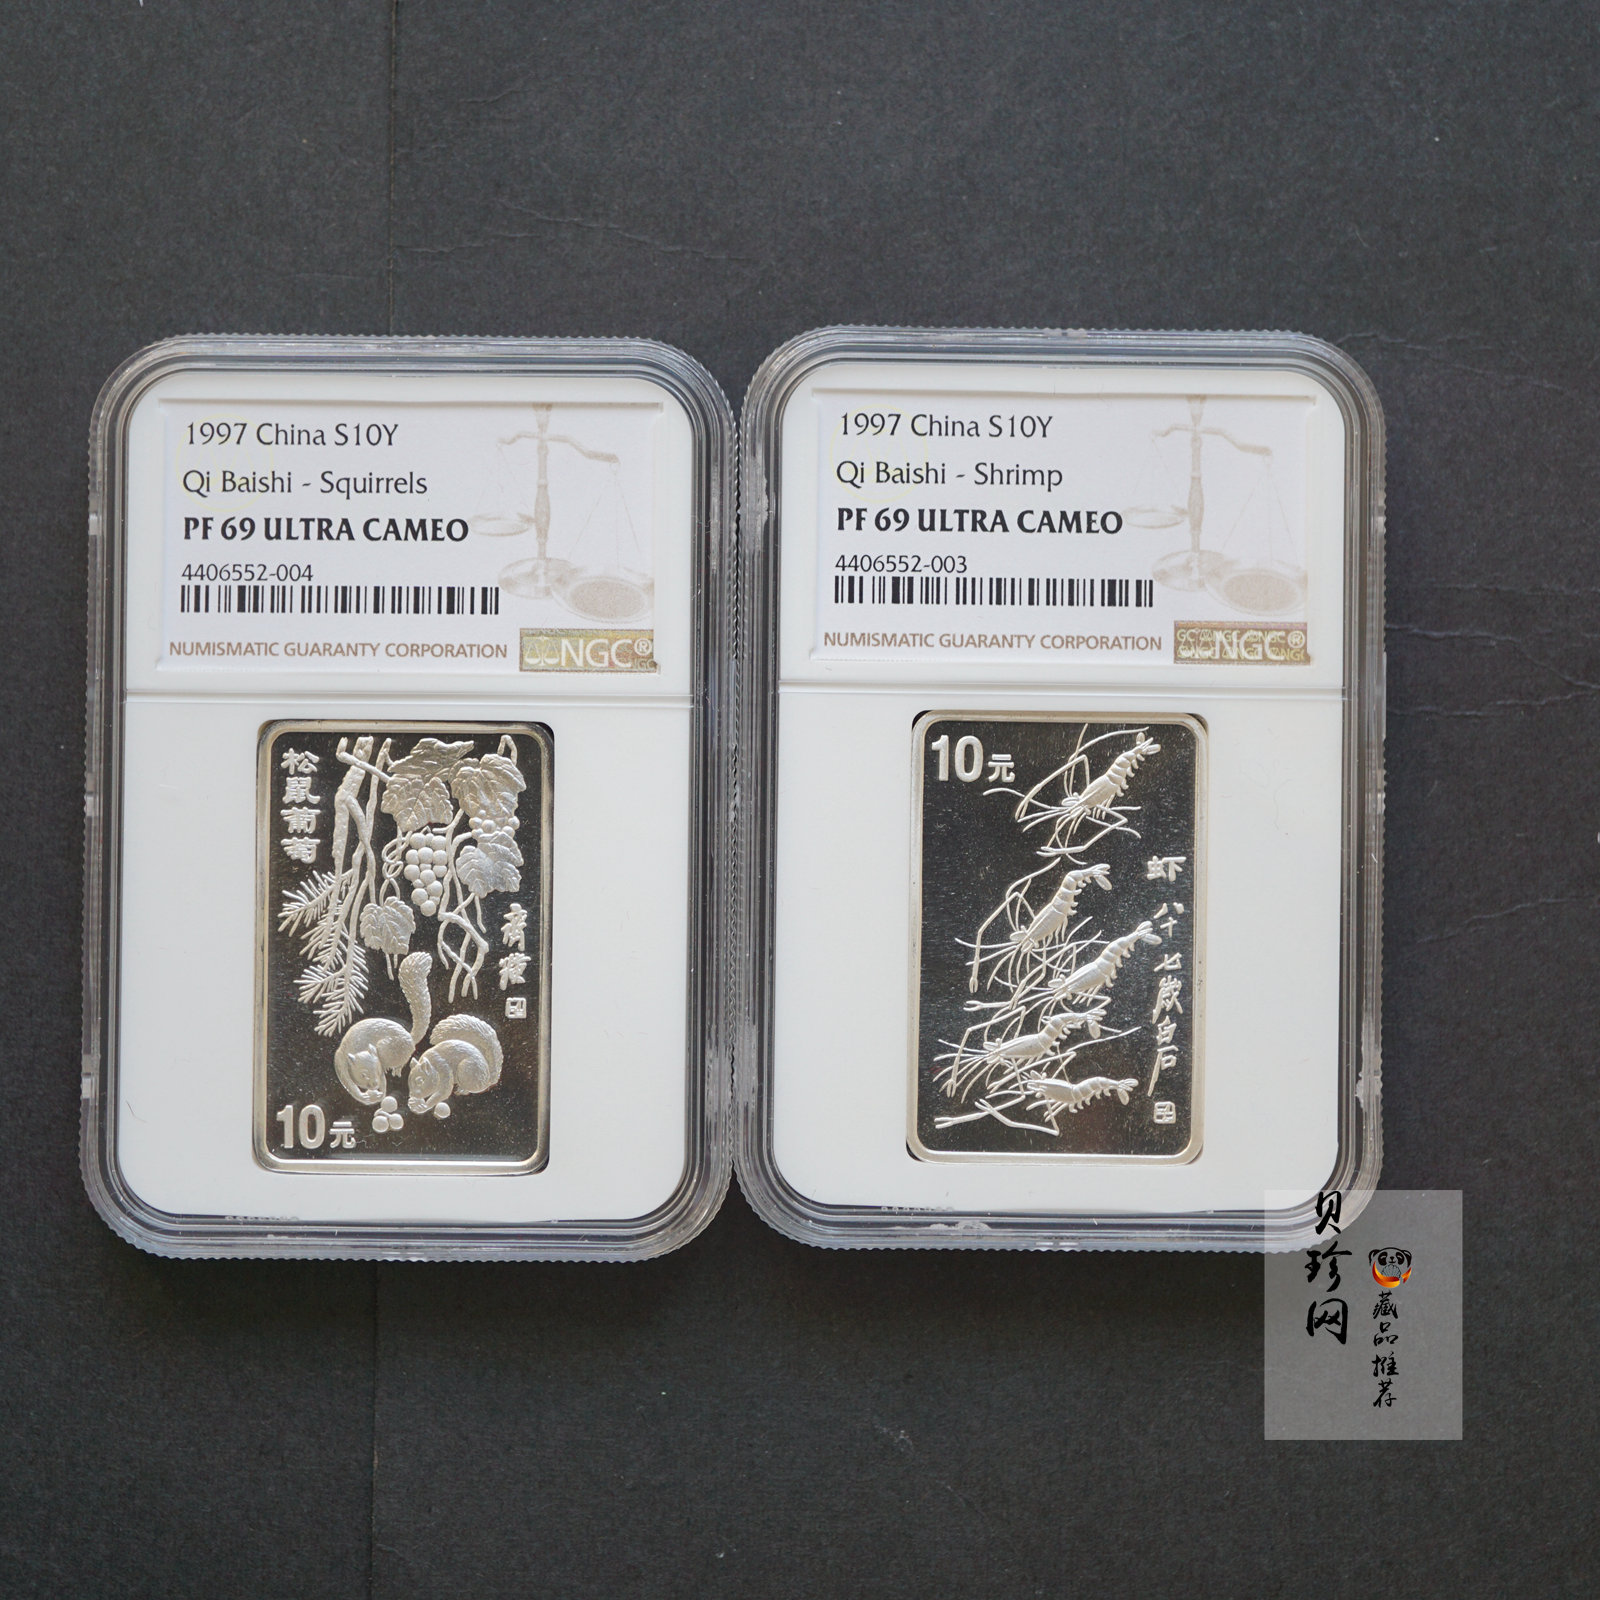 1997 China S10Y
Qi Baishi - Squirrels
PF 69 ULTRA CAMEO
4406552-004
NUMISMATIC GUARANTY CORPORATION
NGC®
松鼠葡萄
齐璜
10元
1997 China S10Y
Qi Baishi - Shrimp
PF 69 ULTRA CAMEO
4406552-003
NUMISMATIC GUARANTY CORPORATION
NGC®
10元
虾 八十七岁白石
贝珍网
藏品推荐